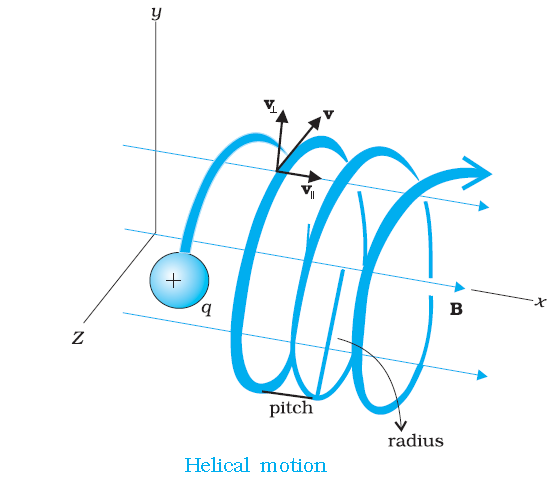 y
v⊥
v
v||
+
q
B
x
Z
pitch
radius
Helical motion